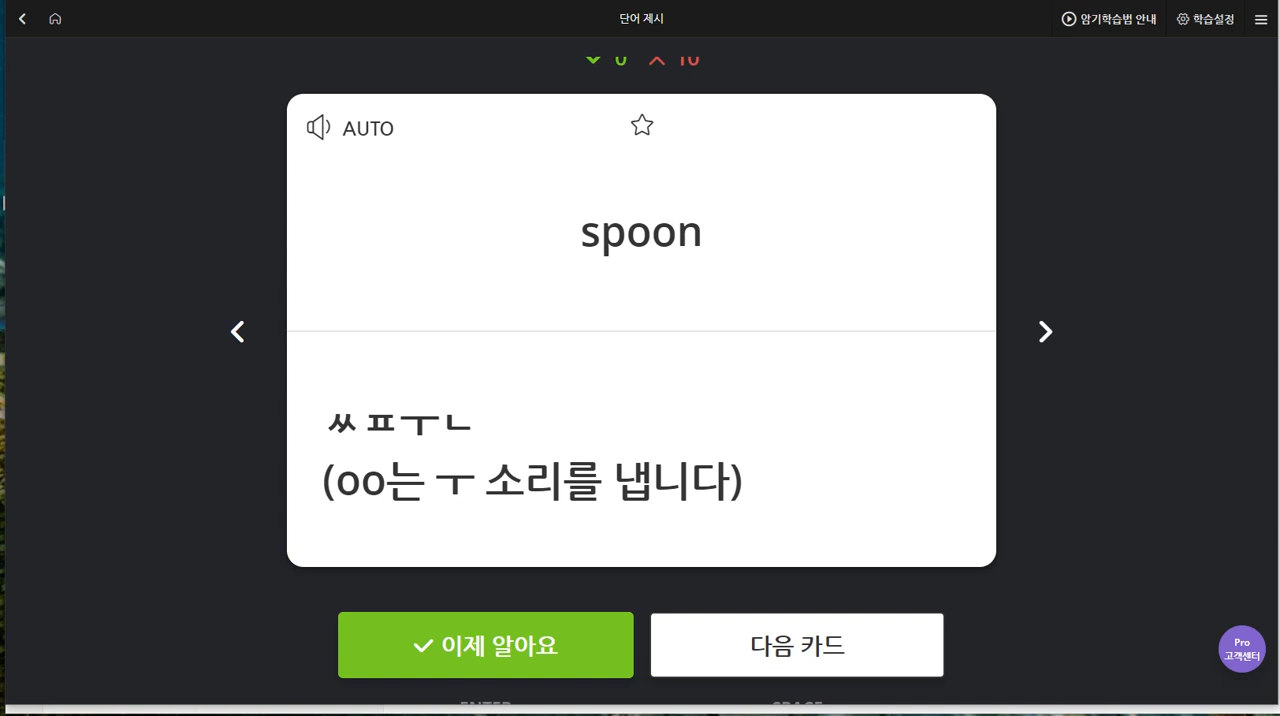 단어 제시
암기학습법 안내
학습설정
AUTO
spoon
ㅆ ㅍㅜㄴ
(oo는 ㅜ 소리를 냅니다)
이제 알아요
다음 카드
Pro
고객센터